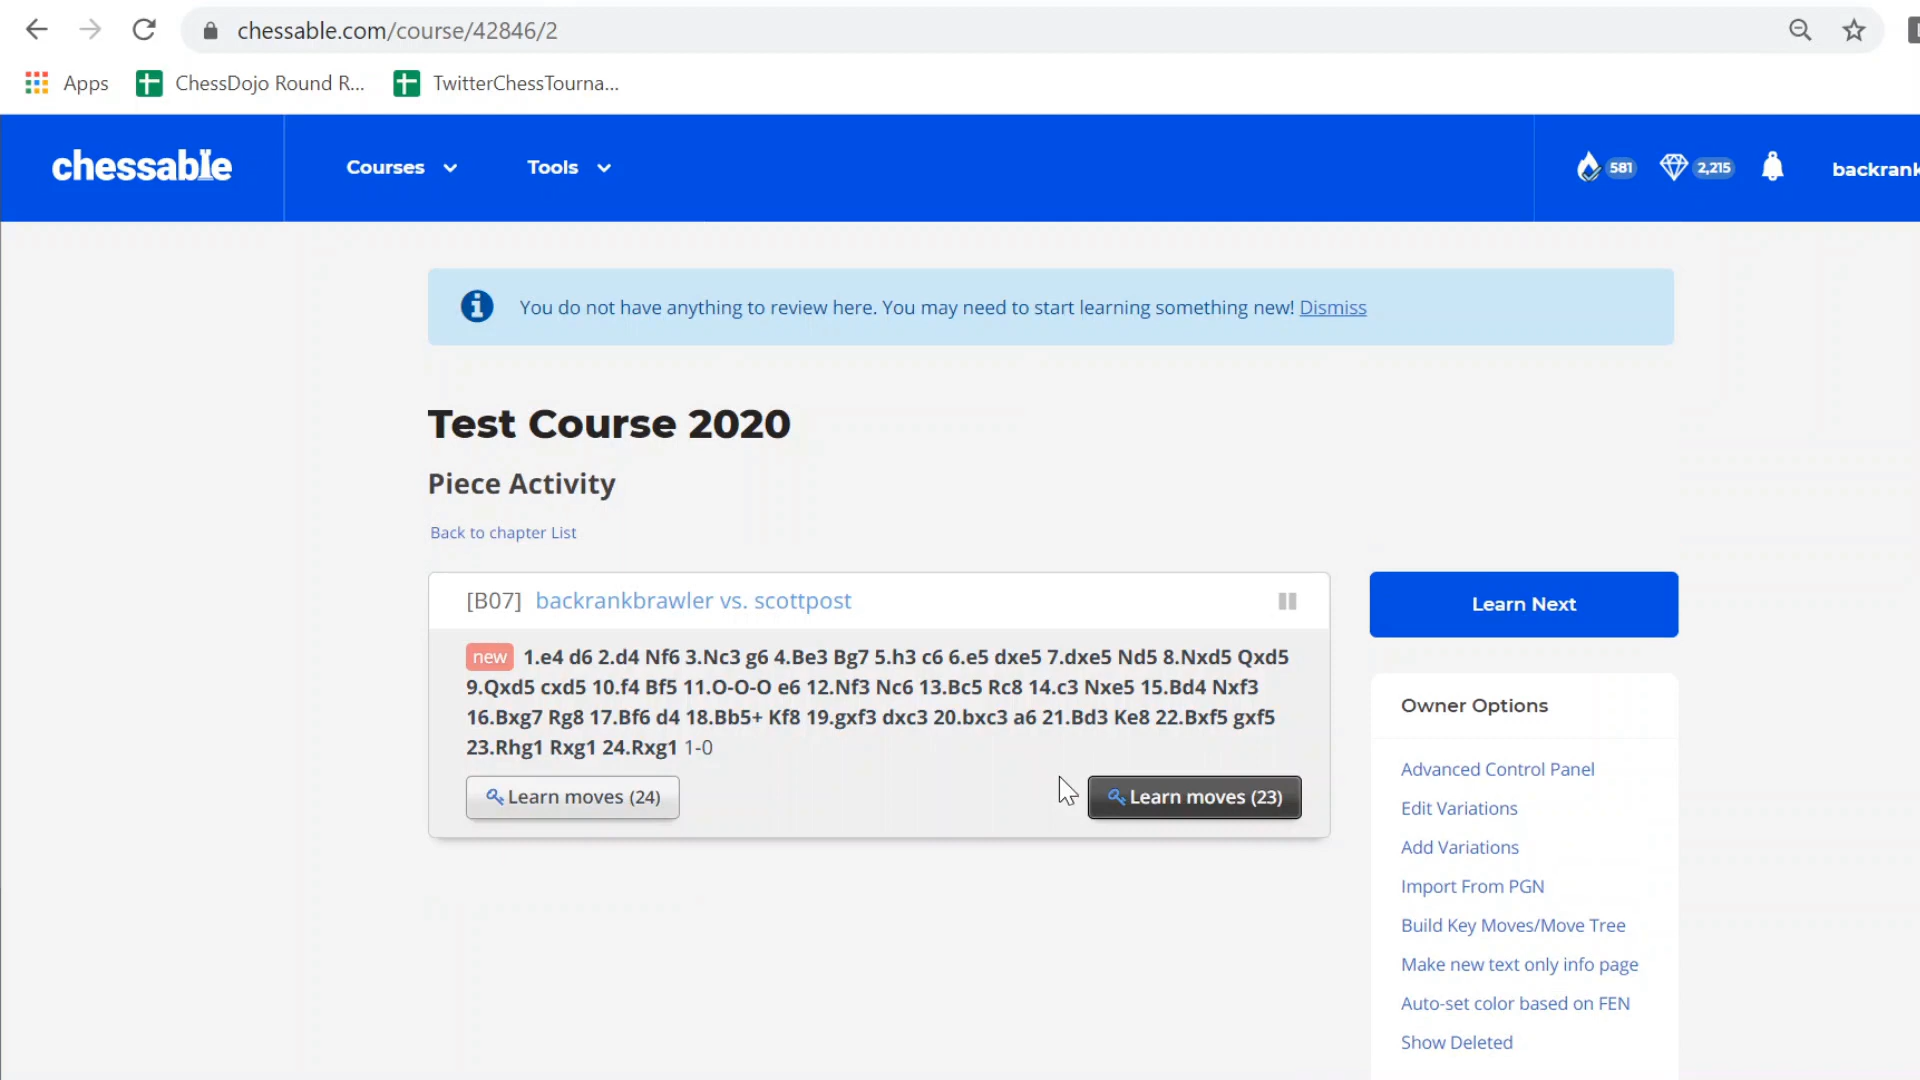 chessable.com/course/42846/2
Apps ChessDojo Round R... TwitterChessTourna...
chessable Courses Tools 581 2,215 backrank
You do not have anything to review here. You may need to start learning something new! Dismiss
Test Course 2020
Piece Activity
Back to chapter List
[B07] backrankbrawler vs. scottpost
new 1.e4 d6 2.d4 Nf6 3.Nc3 g6 4.Be3 Bg7 5.h3 c6 6.e5 dxe5 7.dxe5 Nd5 8.Nxd5 Qxd5
9.Qxd5 cxd5 10.f4 Bf5 11.O-O-O e6 12.Nf3 Nc6 13.Bc5 Rc8 14.c3 Nxe5 15.Bd4 Nxf3
16.Bxg7 Rg8 17.Bf6 d4 18.Bb5+ Kf8 19.gxf3 dxc3 20.bxc3 a6 21.Bd3 Ke8 22.Bxf5 gxf5
23.Rhg1 Rxg1 24.Rxg1 1-0
Learn moves (24) Learn moves (23)
Learn Next
Owner Options
Advanced Control Panel
Edit Variations
Add Variations
Import From PGN
Build Key Moves/Move Tree
Make new text only info page
Auto-set color based on FEN
Show Deleted